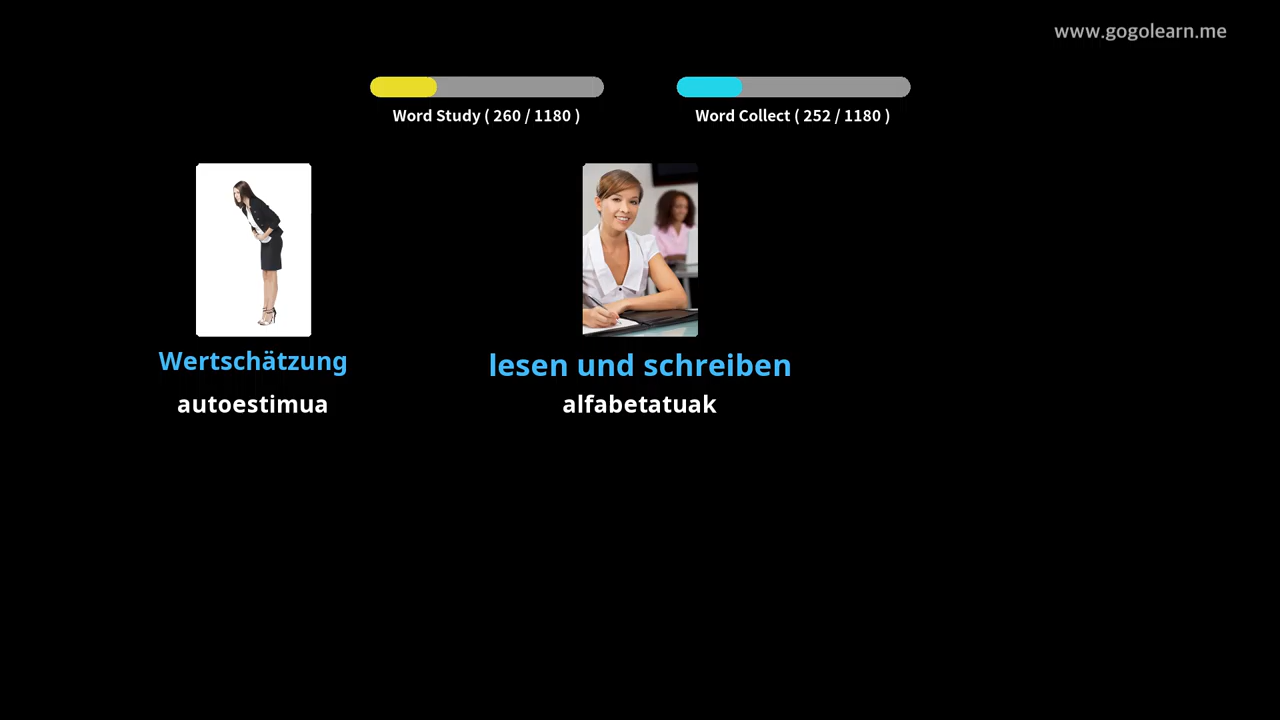 www.gogolearn.me
Word Study ( 260 / 1180 )
Word Collect ( 252 / 1180 )
Wertschätzung
autoestimua
lesen und schreiben
alfabetatuak